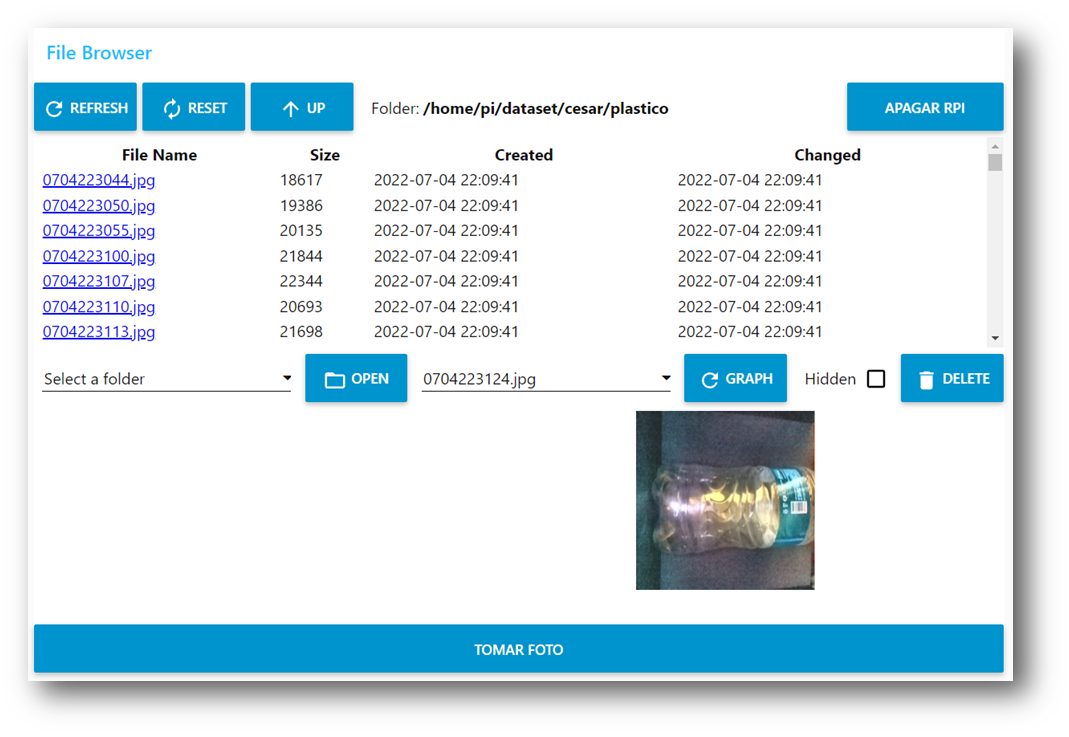 File Browser
REFRESH RESET UP Folder: /home/pi/dataset/cesar/plastico APAGAR RPI
File Name Size Created Changed
0704223044.jpg 18617 2022-07-04 22:09:41 2022-07-04 22:09:41
0704223050.jpg 19386 2022-07-04 22:09:41 2022-07-04 22:09:41
0704223055.jpg 20135 2022-07-04 22:09:41 2022-07-04 22:09:41
0704223100.jpg 21844 2022-07-04 22:09:41 2022-07-04 22:09:41
0704223107.jpg 22344 2022-07-04 22:09:41 2022-07-04 22:09:41
0704223110.jpg 20693 2022-07-04 22:09:41 2022-07-04 22:09:41
0704223113.jpg 21698 2022-07-04 22:09:41 2022-07-04 22:09:41
Select a folder OPEN 0704223124.jpg GRAPH Hidden DELETE
TOMAR FOTO